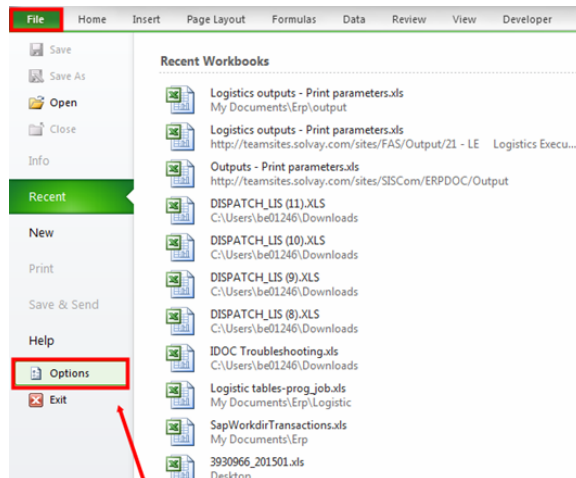 File Home Insert Page Layout Formulas Data Review View Developer
Save
Save As
Open
Close
Info
Recent
New
Print
Save & Send
Help
Options
Exit
Recent Workbooks
Logistics outputs - Print parameters.xls
My Documents\Erp\output
Logistics outputs - Print parameters.xls
http://teamsites.solvay.com/sites/FAS/Output/21 - LE Logistics Execu...
Outputs - Print parameters.xls
http://teamsites.solvay.com/sites/SISCom/ERPDOC/Output
DISPATCH_LIS (11).XLS
C:\Users\be01246\Downloads
DISPATCH_LIS (10).XLS
C:\Users\be01246\Downloads
DISPATCH_LIS (9).XLS
C:\Users\be01246\Downloads
DISPATCH_LIS (8).XLS
C:\Users\be01246\Downloads
IDOC Troubleshooting.xls
C:\Users\be01246\Downloads
Logistic tables-prog_job.xls
My Documents\Erp\Logistic
SapWorkdirTransactions.xls
My Documents\Erp
3930966_201501.xls
Desktop